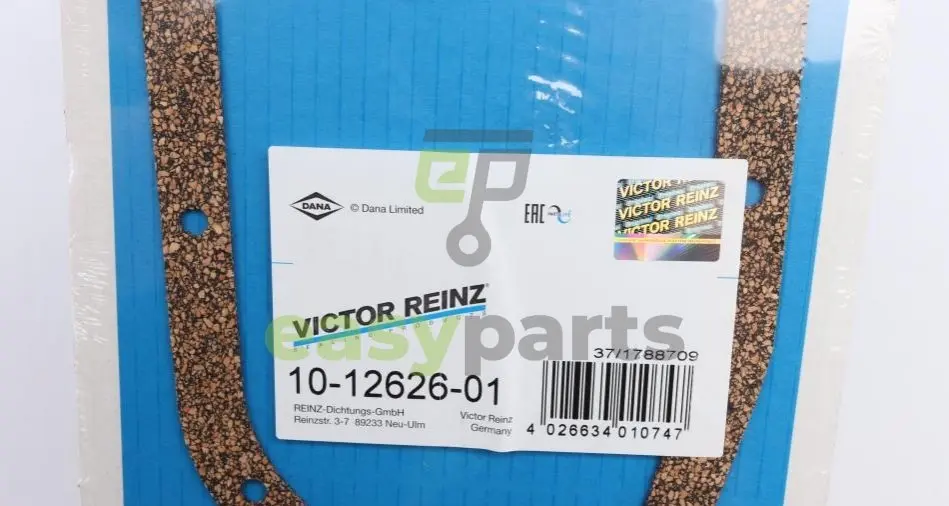 DANA
© Dana Limited
EAC
VICTOR REINZ
VICTOR REINZ
VICTOR REINZ
ep
VICTOR REINZ®
easyparts
10-12626-01
REINZ-Dichtungs-GmbH
Reinzstr. 3-7 89233 Neu-Ulm
Victor Reinz
Germany
37/1788709
4 026634 010747